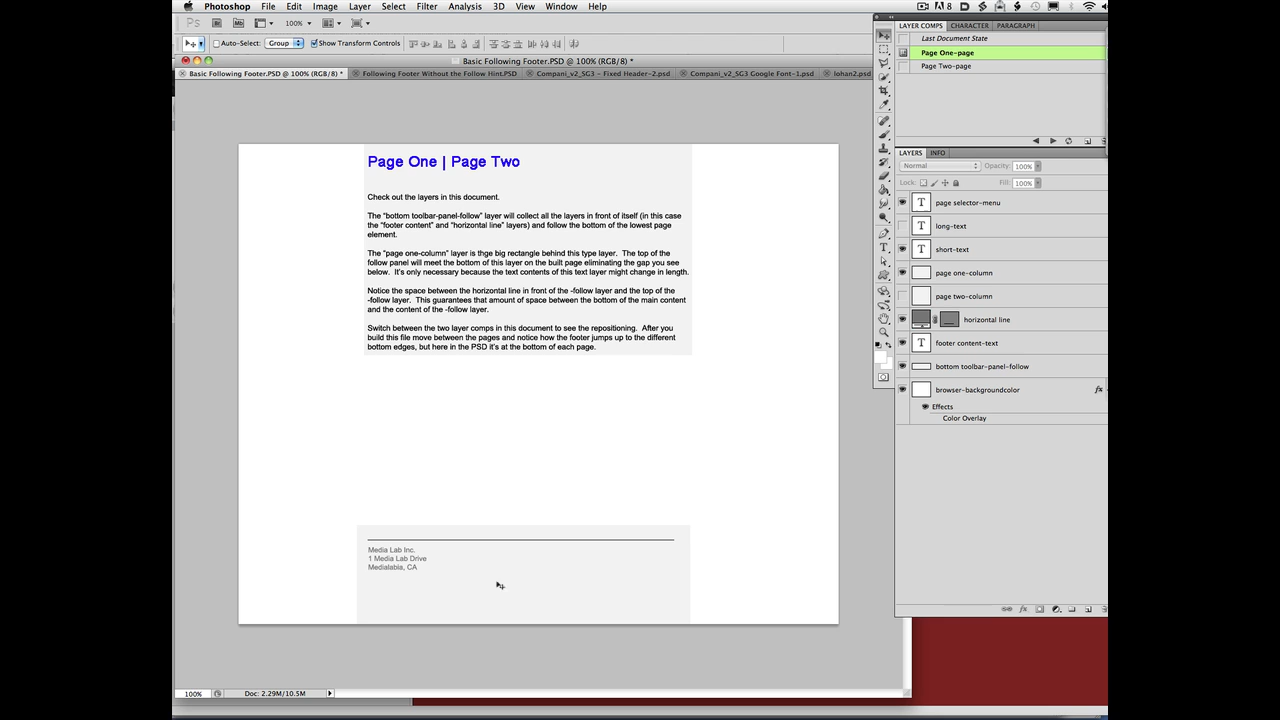 Photoshop File Edit Image Layer Select Filter Analysis 3D View Window Help 8
Ps Br Mb 100%
Auto-Select: Group Show Transform Controls
Basic Following Footer.PSD @ 100% (RGB/8) *
Basic Following Footer.PSD @ 100% (RGB/8) * Following Footer Without the Follow Hint.PSD Compani_v2_SG3 - Fixed Header-2.psd Compani_v2_SG3 Google Font-1.psd lohan2.psd
Page One | Page Two
Check out the layers in this document.
The "bottom toolbar-panel-follow" layer will collect all the layers in front of itself (in this case
the "footer content" and "horizontal line" layers) and follow the bottom of the lowest page
element.
The "page one-column" layer is thge big rectangle behind this type layer. The top of the
follow panel will meet the bottom of this layer on the built page eliminating the gap you see
below. It's only necessary because the text contents of this text layer might change in length.
Notice the space between the horizontal line in front of the -follow layer and the top of the
-follow layer. This guarantees that amount of space between the bottom of the main content
and the content of the -follow layer.
Switch between the two layer comps in this document to see the repositioning. After you
build this file move between the pages and notice how the footer jumps up to the different
bottom edges, but here in the PSD it's at the bottom of each page.
Media Lab Inc.
1 Media Lab Drive
Medialabia, CA
100% Doc: 2.29M/10.5M
LAYER COMPS CHARACTER PARAGRAPH
Last Document State
Page One-page
Page Two-page
LAYERS INFO
Normal Opacity: 100%
Lock: Fill: 100%
T page selector-menu
T long-text
T short-text
page one-column
page two-column
horizontal line
T footer content-text
bottom toolbar-panel-follow
browser-backgroundcolor fx
Effects
Color Overlay